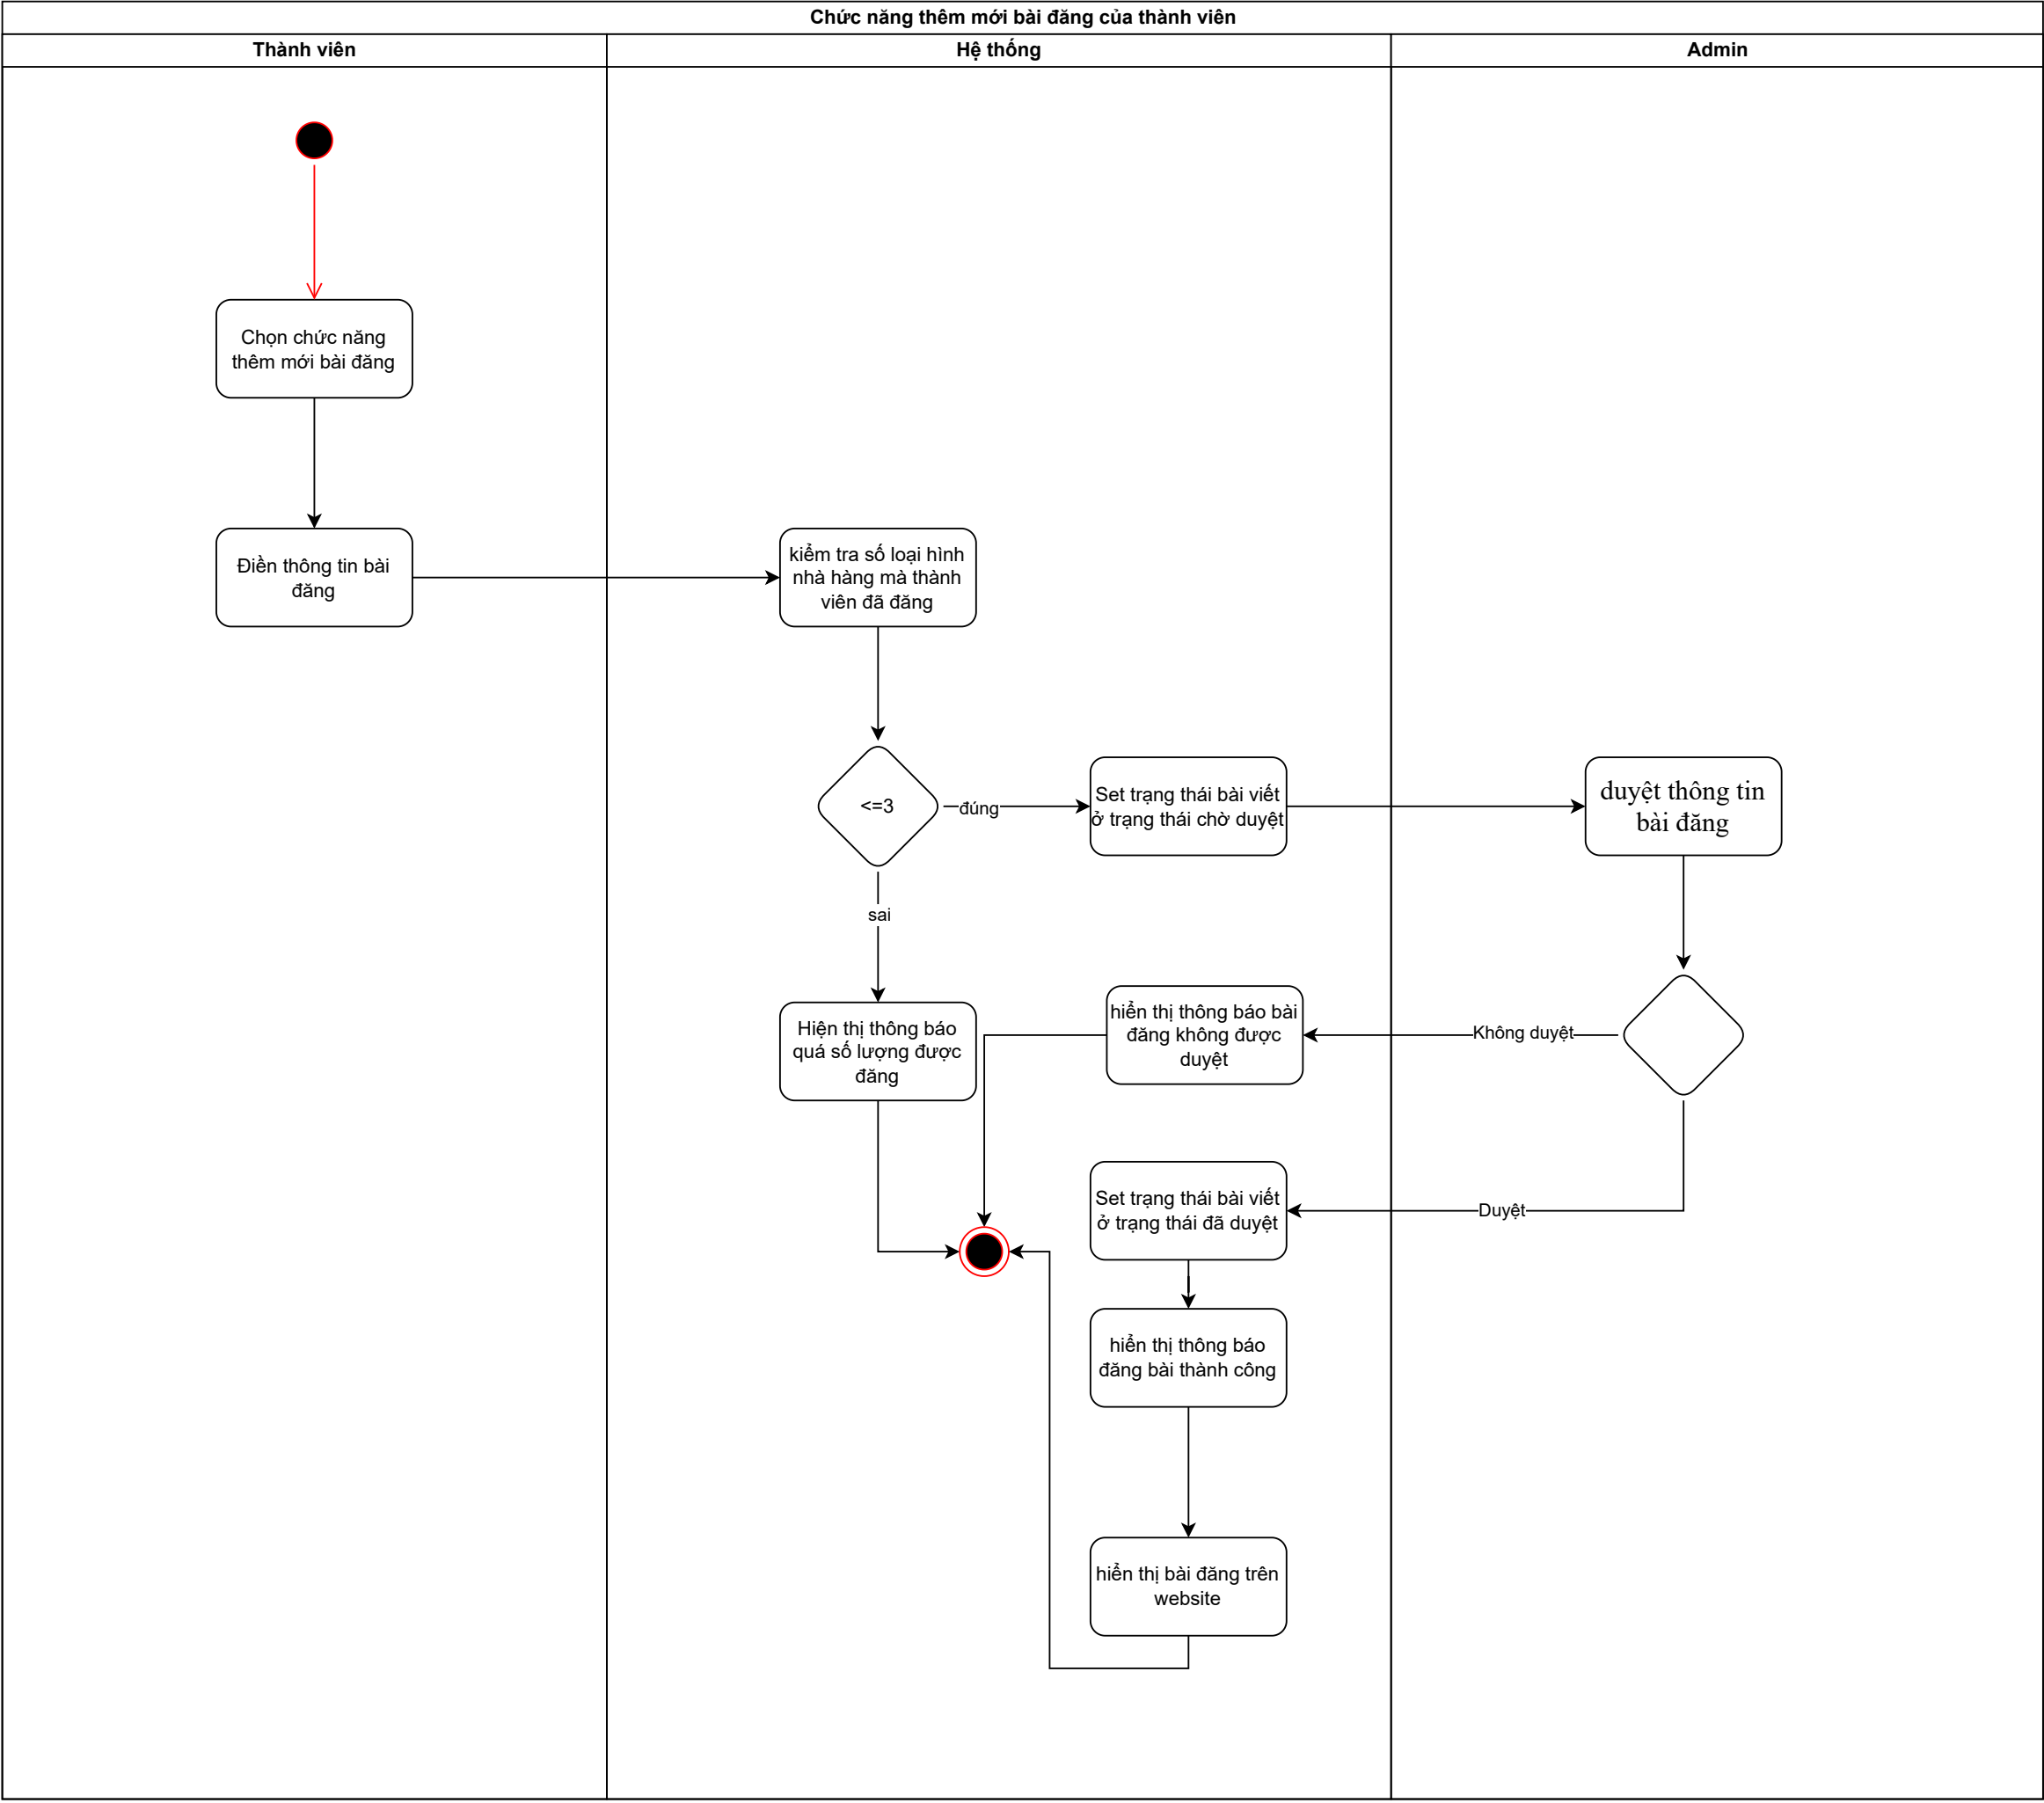 Chức năng thêm mới bài đăng của thành viên
Thành viên
Hệ thống
Admin
Chọn chức năng
thêm mới bài đăng
Điền thông tin bài
đăng
kiểm tra số loại hình
nhà hàng mà thành
viên đã đăng
<=3
đúng
Set trạng thái bài viết
ở trạng thái chờ duyệt
duyệt thông tin
bài đăng
sai
Hiện thị thông báo
quá số lượng được
đăng
hiển thị thông báo bài
đăng không được
duyệt
Không duyệt
Set trạng thái bài viết
ở trạng thái đã duyệt
Duyệt
hiển thị thông báo
đăng bài thành công
hiển thị bài đăng trên
website